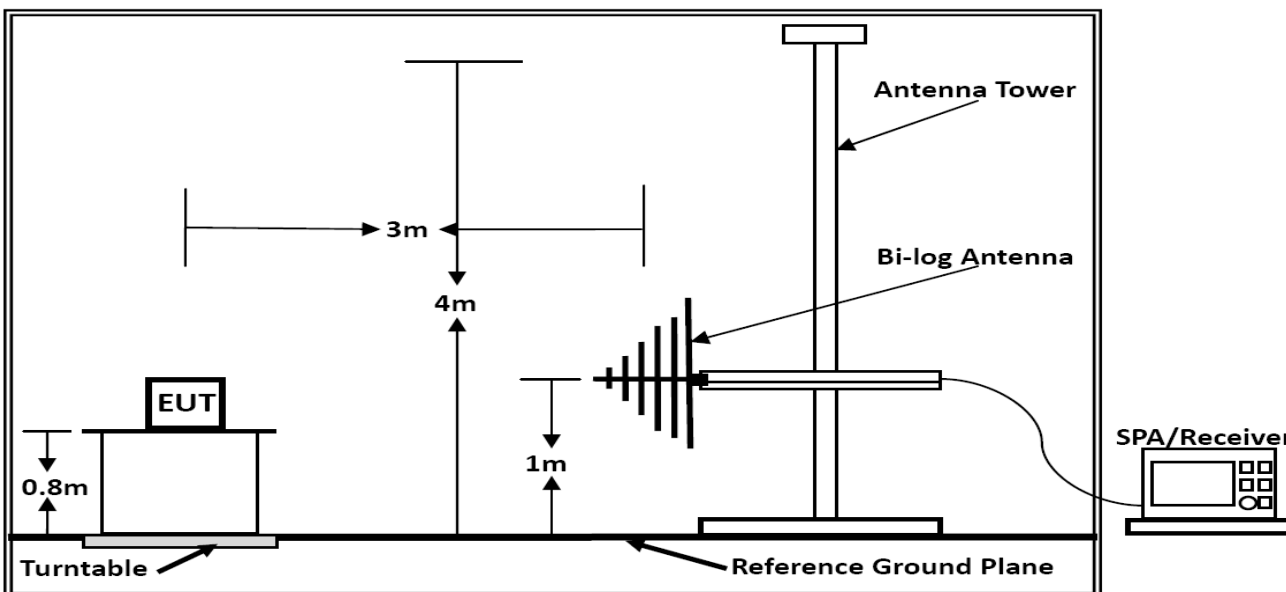 Antenna Tower
3m
Bi-log Antenna
4m
EUT
SPA/Receiver
1m
0.8m
Turntable
Reference Ground Plane